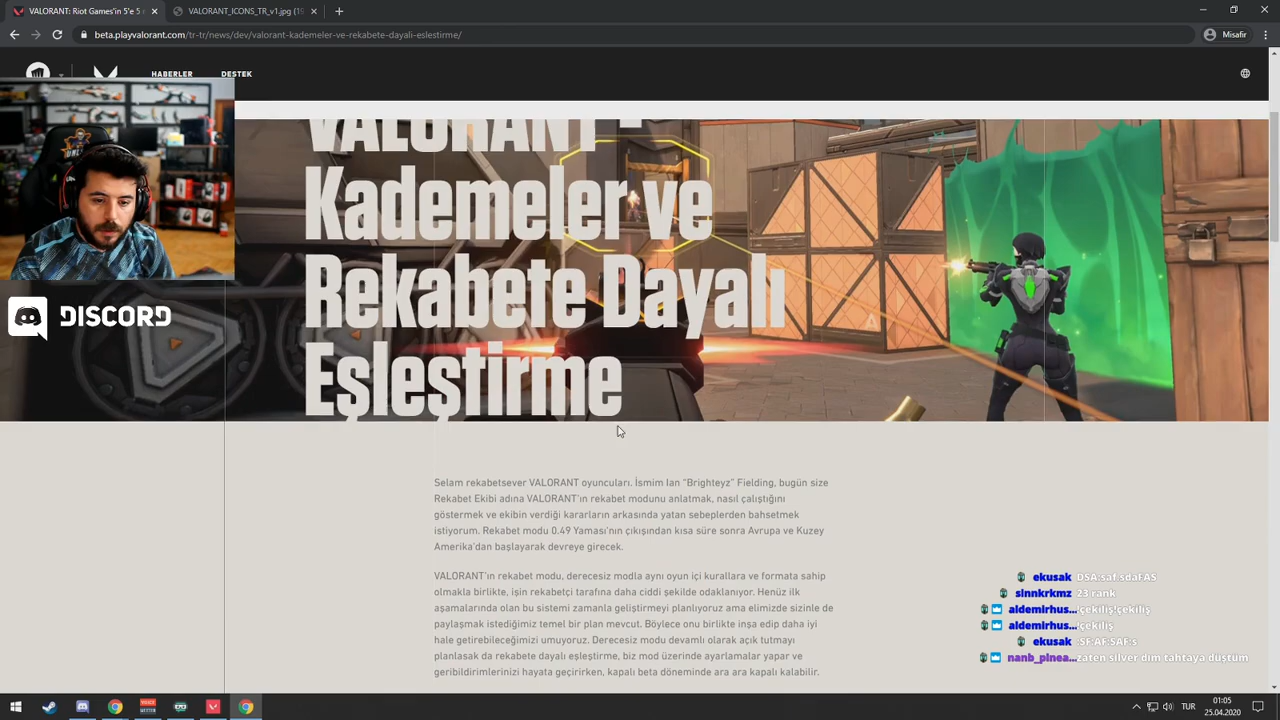 VALORANT: Riot Games'in 5'e 5
VALORANT_ICONS_TR_v1.jpg
beta.playvalorant.com/tr-tr/news/dev/valorant-kademeler-ve-rekabete-dayali-eslestirme/
Misafir
HABERLER
DESTEK
VALORANT -
Kademeler ve
Rekabete Dayalı
Eşleştirme
DISCORD
Selam rekabetsever VALORANT oyuncuları. İsmim Ian “Brighteyz” Fielding, bugün size
Rekabet Ekibi adına VALORANT'ın rekabet modunu anlatmak, nasıl çalıştığını
göstermek ve ekibin verdiği kararların arkasında yatan sebeplerden bahsetmek
istiyorum. Rekabet modu 0.49 Yaması'nın çıkışından kısa süre sonra Avrupa ve Kuzey
Amerika'dan başlayarak devreye girecek.
VALORANT'ın rekabet modu, derecesiz modla aynı oyun içi kurallara ve formata sahip
olmakla birlikte, işin rekabetçi tarafına daha ciddi şekilde odaklanıyor. Henüz ilk
aşamalarında olan bu sistemi zamanla geliştirmeyi planlıyoruz ama elimizde sizinle de
paylaşmak istediğimiz temel bir plan mevcut. Böylece onu birlikte inşa edip daha iyi
hale getirebileceğimizi umuyoruz. Derecesiz modu devamlı olarak açık tutmayı
planlasak da rekabete dayalı eşleştirme, biz mod üzerinde ayarlamalar yapar ve
geribildirimlerinizi hayata geçirirken, kapalı beta döneminde ara ara kapalı kalabilir.
ekusak DSA:saf.sdaFAS
sinnkrkmz 23 rank
aldemirhus... !çekiliş!çekiliş
aldemirhus... !çekiliş
ekusak :SF:AF:SAF:s
nanb_pinea... zaten silver dım tahtaya düştüm
TUR
01:05
25.04.2020